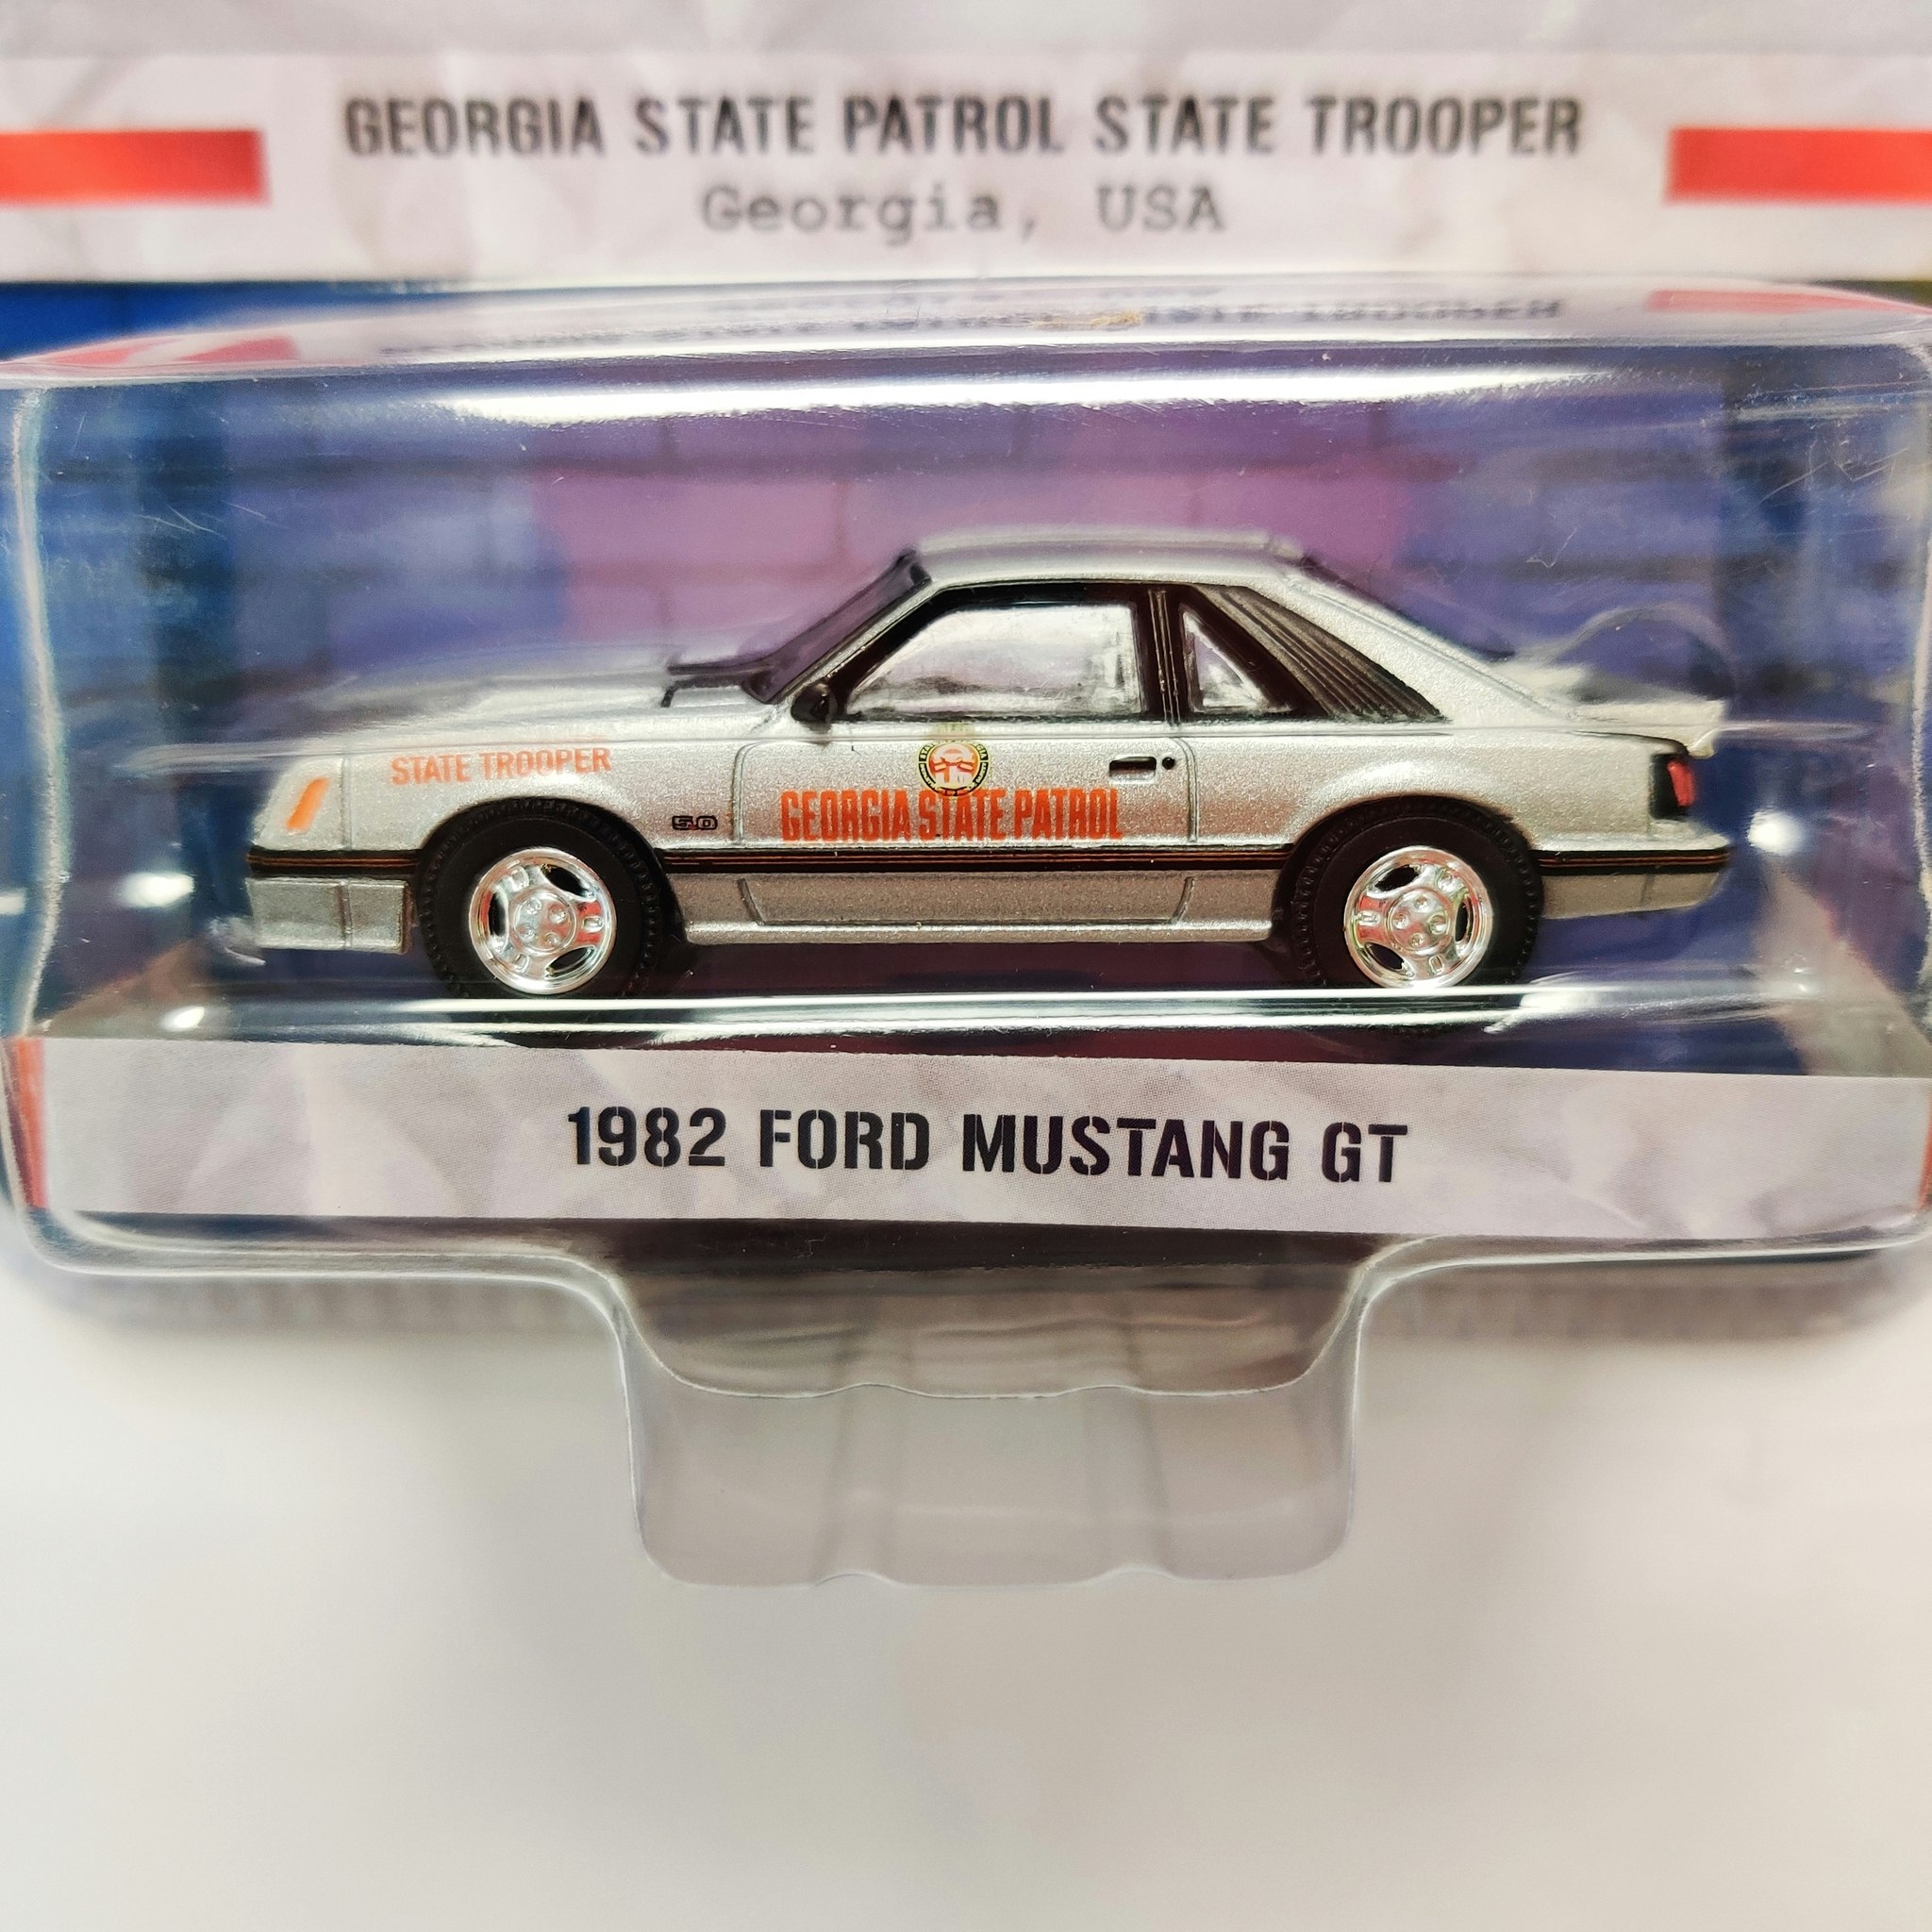 GEORGIA STATE PATROL STATE TROOPER
Georgia, USA
STATE TROOPER
5.0
GEORGIA STATE PATROL
1982 FORD MUSTANG GT